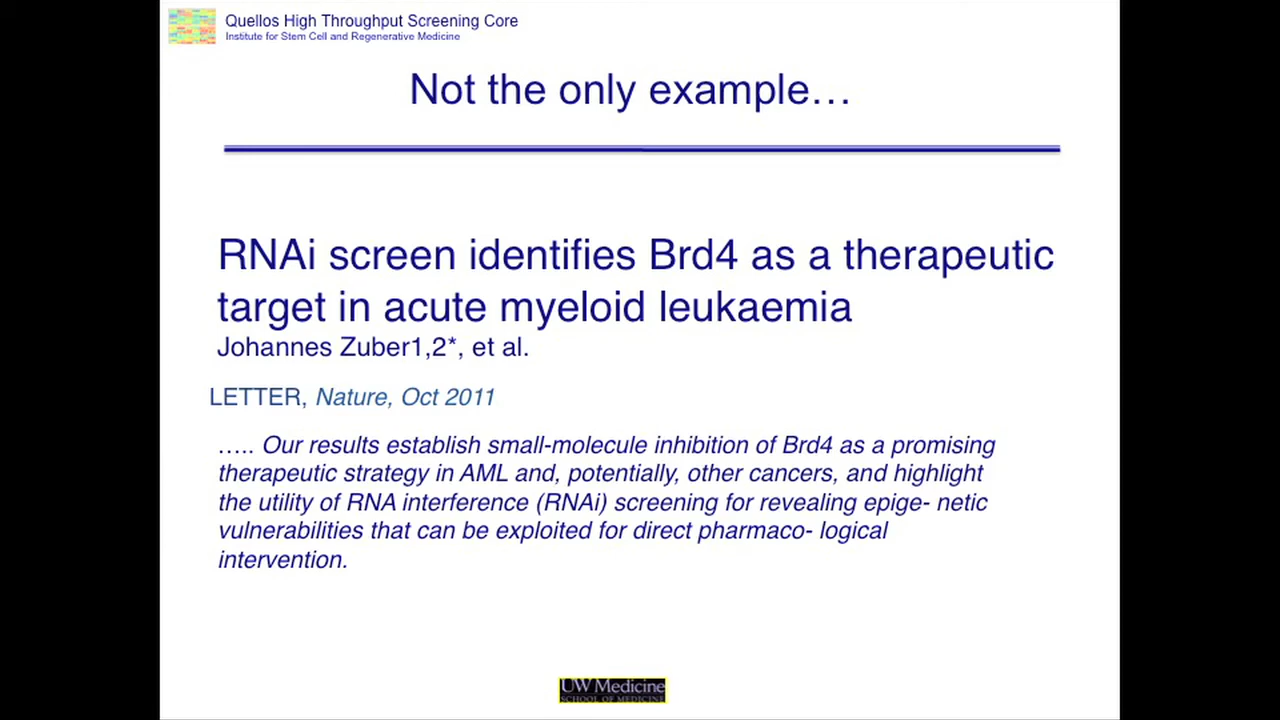 Quellos High Throughput Screening Core
Institute for Stem Cell and Regenerative Medicine
Not the only example…
RNAi screen identifies Brd4 as a therapeutic
target in acute myeloid leukaemia
Johannes Zuber1,2*, et al.
LETTER, Nature, Oct 2011
….. Our results establish small-molecule inhibition of Brd4 as a promising
therapeutic strategy in AML and, potentially, other cancers, and highlight
the utility of RNA interference (RNAi) screening for revealing epige- netic
vulnerabilities that can be exploited for direct pharmaco- logical
intervention.
UW Medicine
SCHOOL OF MEDICINE